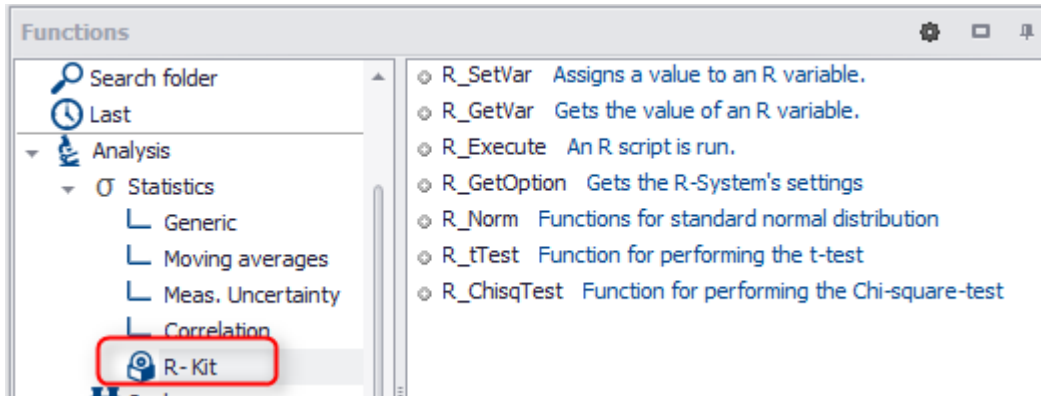 Functions
Search folder
Last
Analysis
σ Statistics
Generic
Moving averages
Meas. Uncertainty
Correlation
R-Kit
R_SetVar Assigns a value to an R variable.
R_GetVar Gets the value of an R variable.
R_Execute An R script is run.
R_GetOption Gets the R-System's settings
R_Norm Functions for standard normal distribution
R_tTest Function for performing the t-test
R_ChisqTest Function for performing the Chi-square-test